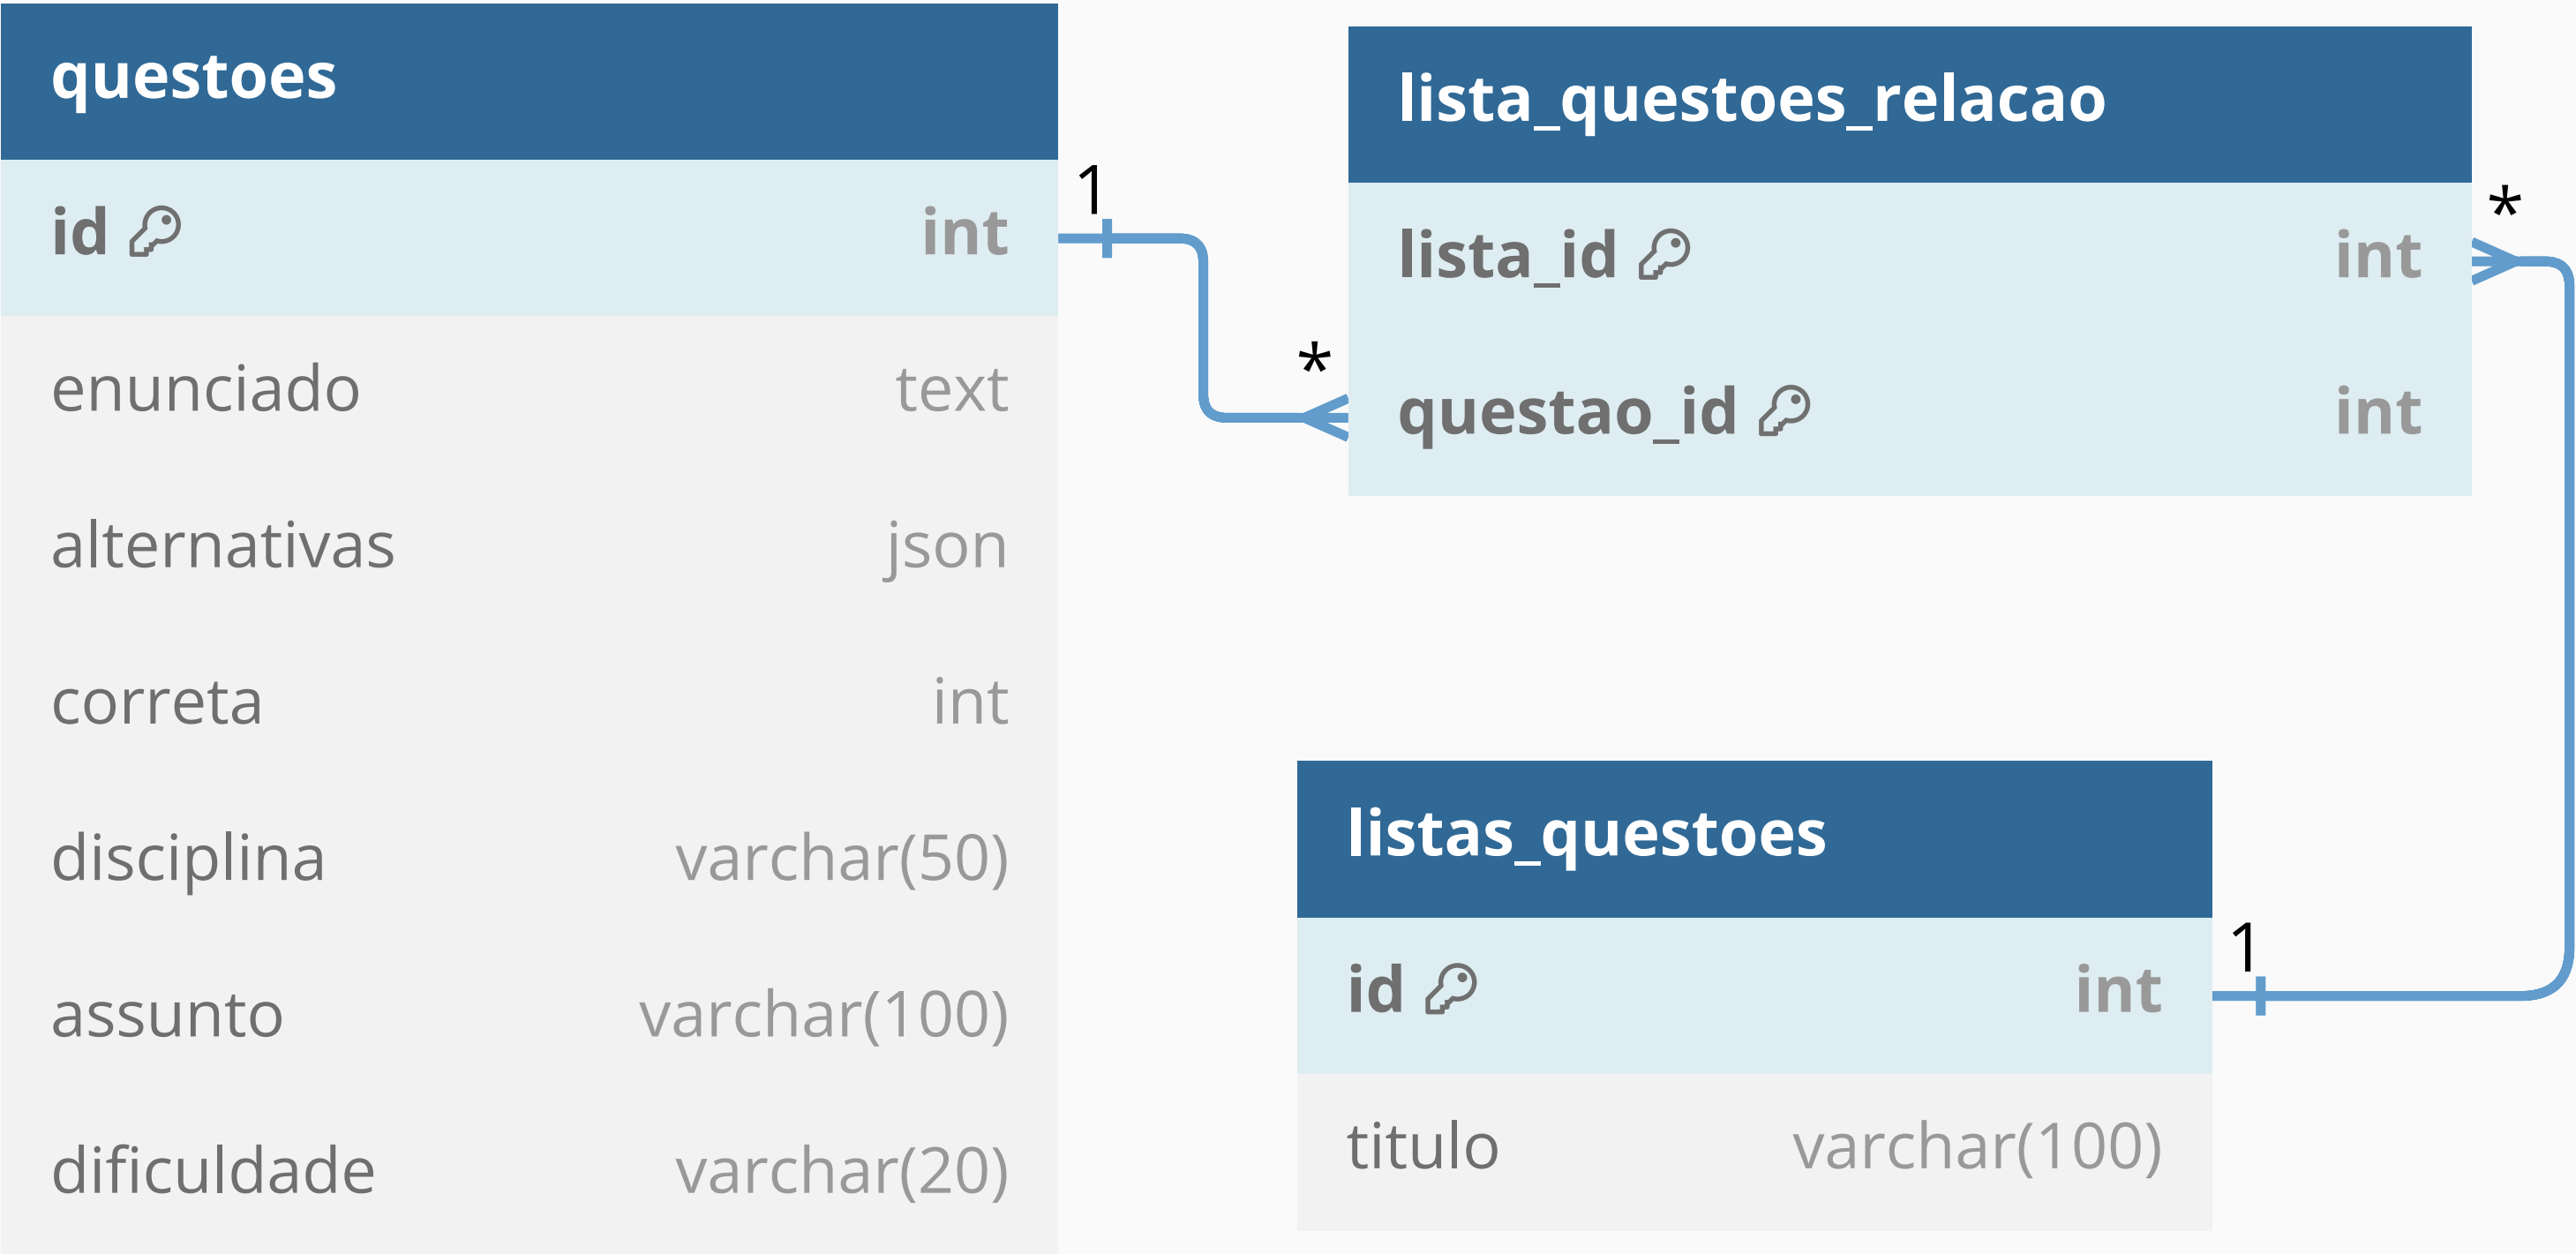 questoes
id int
enunciado text
alternativas json
correta int
disciplina varchar(50)
assunto varchar(100)
dificuldade varchar(20)
1
*
lista_questoes_relacao
lista_id int
questao_id int
*
listas_questoes
id int
titulo varchar(100)
1